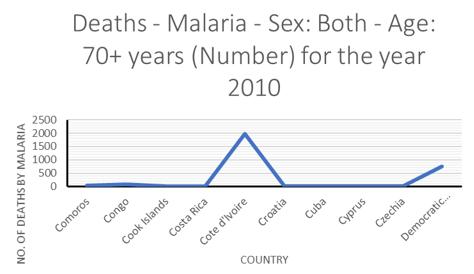 Deaths - Malaria - Sex: Both - Age:
70+ years (Number) for the year
2010
NO. OF DEATHS BY MALARIA
2500
2000
1500
1000
500
0
Comoros
Congo
Cook Islands
Costa Rica
Cote d'Ivoire
Croatia
Cuba
Cyprus
Czechia
Democratic...
COUNTRY